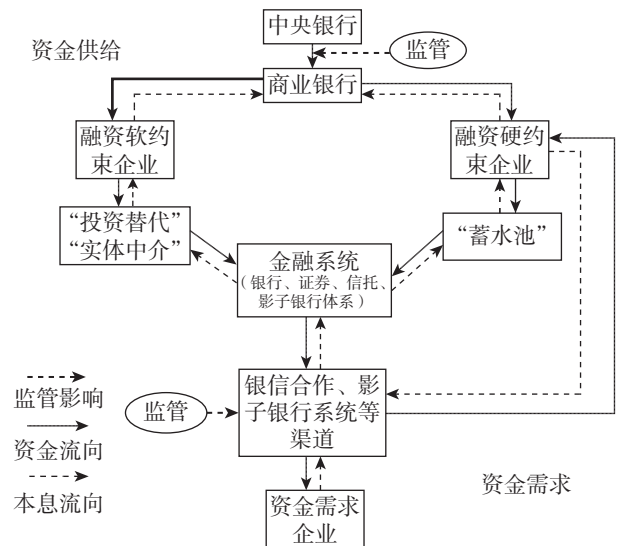 中央银行
监管
资金供给
商业银行
融资软约
束企业
融资硬约
束企业
“投资替代”
“实体中介”
“蓄水池”
金融系统
（银行、证券、信托、
影子银行体系）
监管影响
资金流向
本息流向
监管
银信合作、影
子银行系统等
渠道
资金需求
资金需求
企业